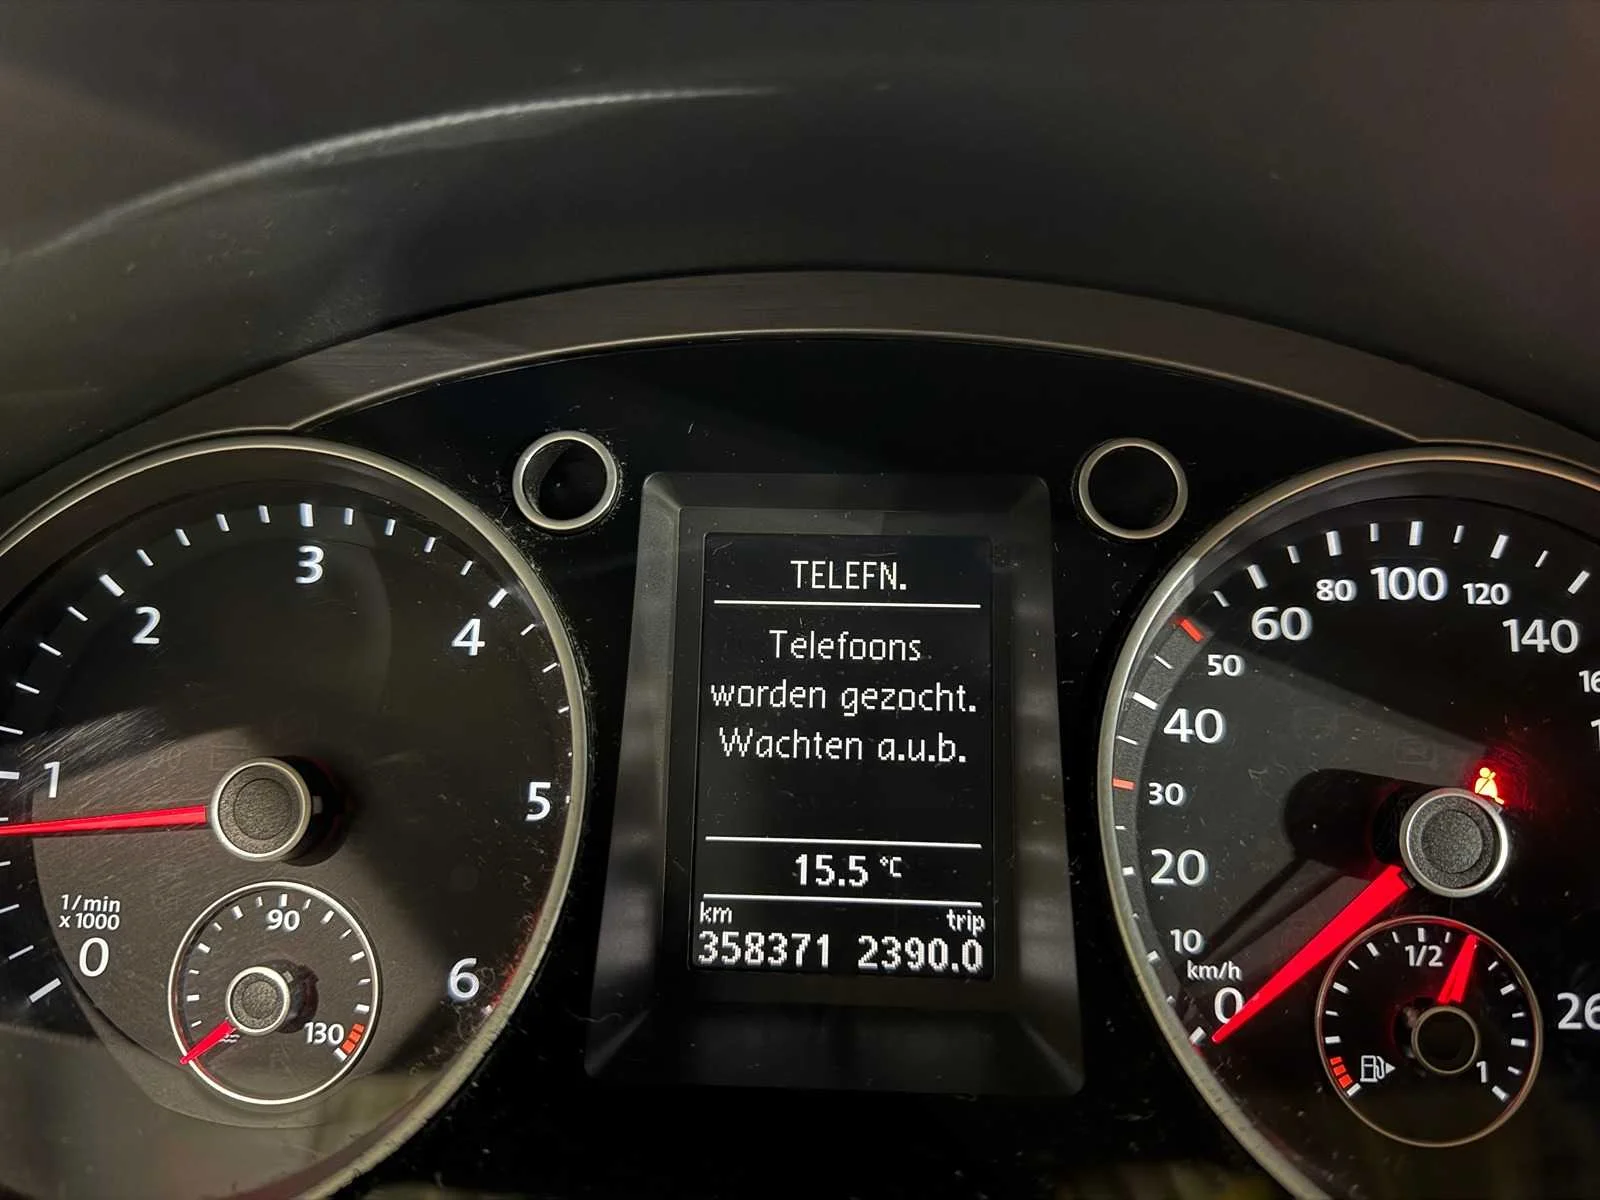 TELEFN.
Telefoons
worden gezocht.
Wachten a.u.b.
15.5 °C
km trip
358371 2390.0
0
1
2
3
4
5
6
1/min
x 1000
90
130
0
10
20
30
40
50
60
80
100
120
140
26
km/h
1/2
1